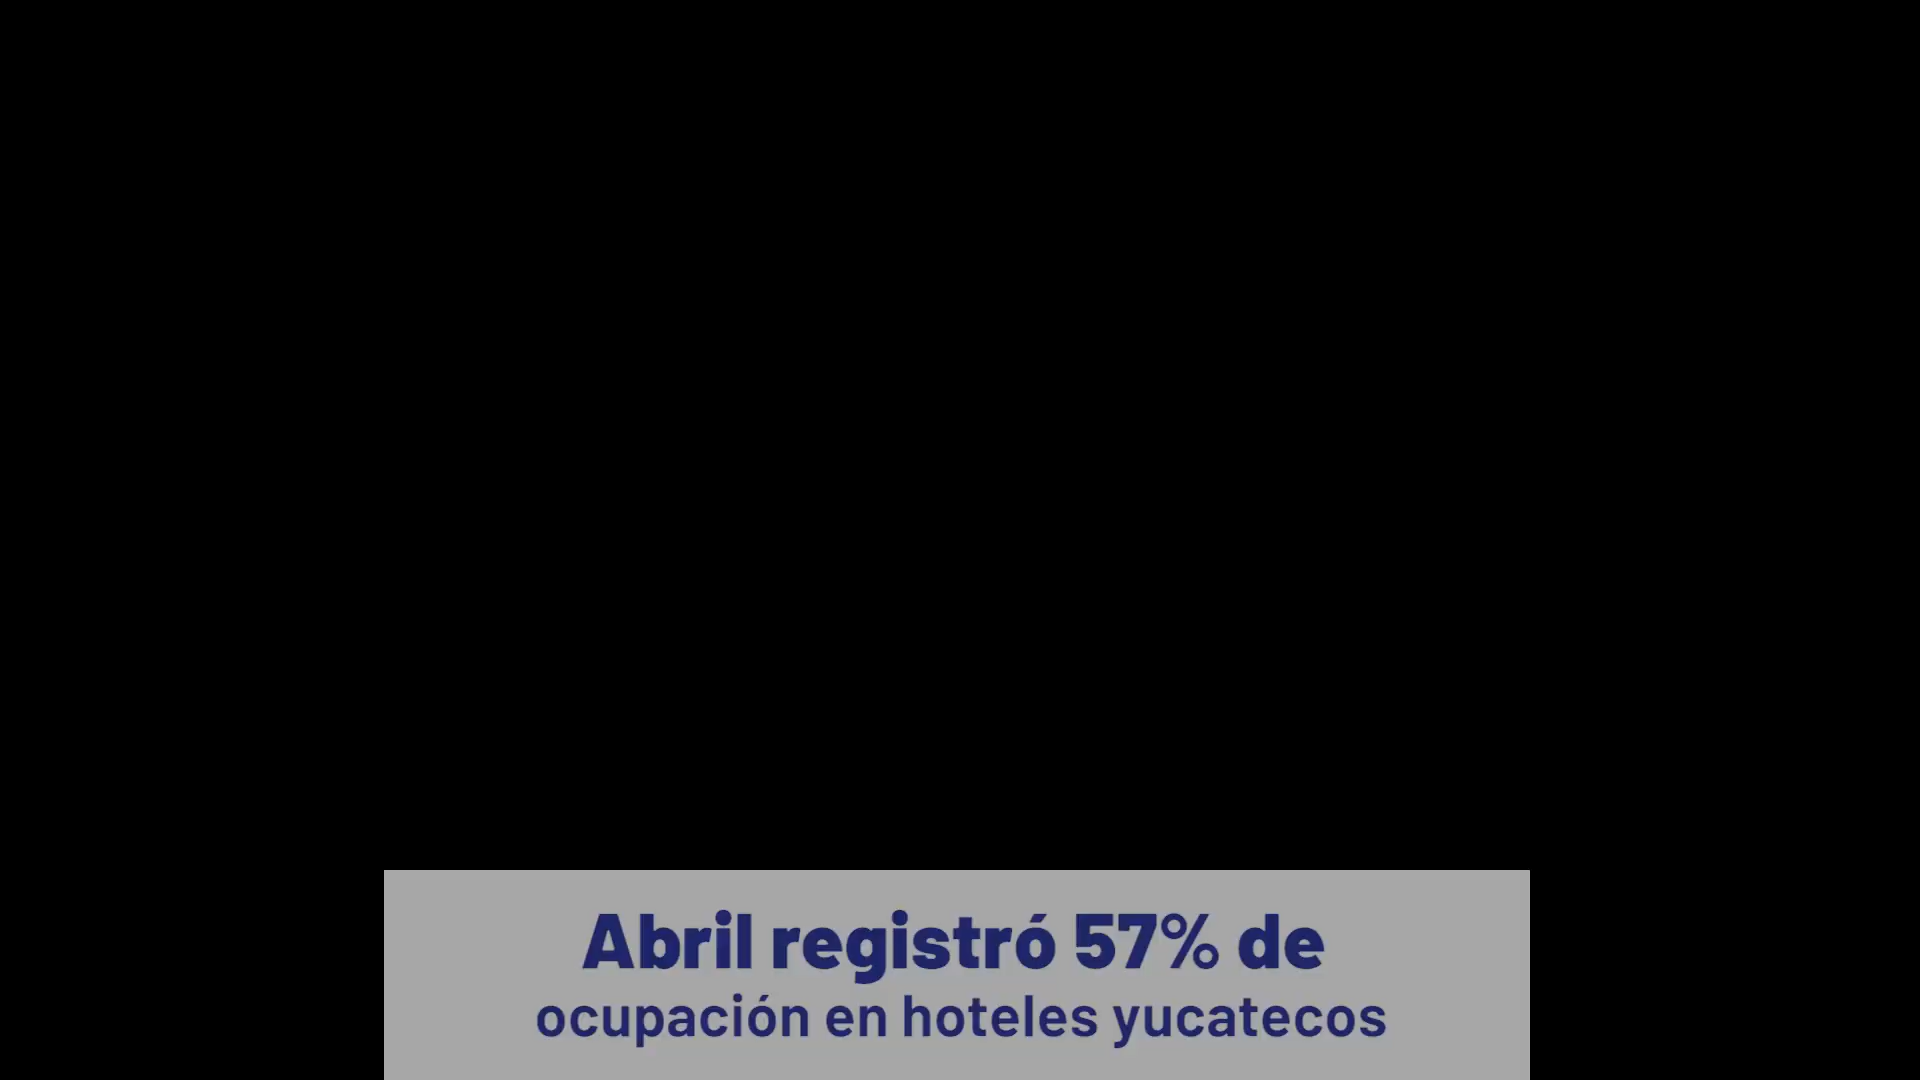 Abril registró 57% de
ocupación en hoteles yucatecos